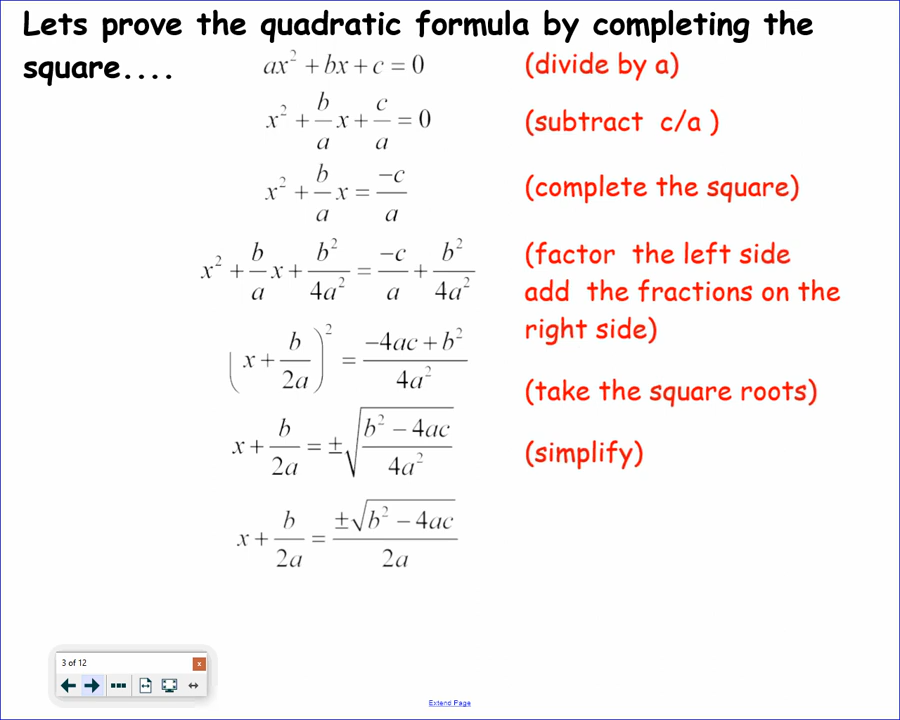 Lets prove the quadratic formula by completing the
square....
ax² + bx + c = 0 (divide by a)
x² + b/a x + c/a = 0 (subtract c/a )
x² + b/a x = -c/a (complete the square)
x² + b/a x + b²/4a² = -c/a + b²/4a² (factor the left side
add the fractions on the
right side)
(x + b/2a)² = -4ac + b²/4a²
(take the square roots)
x + b/2a = ±√b² - 4ac/4a² (simplify)
x + b/2a = ±√b² - 4ac/2a
3 of 12
x
Extend Page